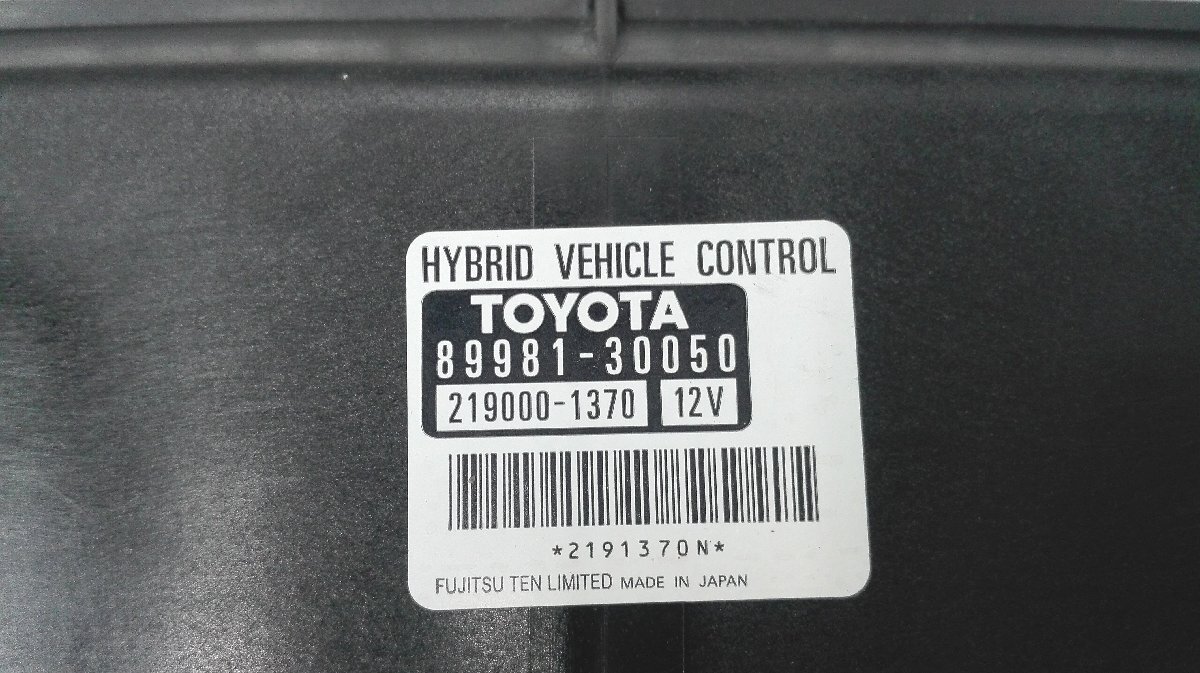 HYBRID VEHICLE CONTROL
TOYOTA
89981-30050
219000-1370 12V
*2191370N*
FUJITSU TEN LIMITED MADE IN JAPAN